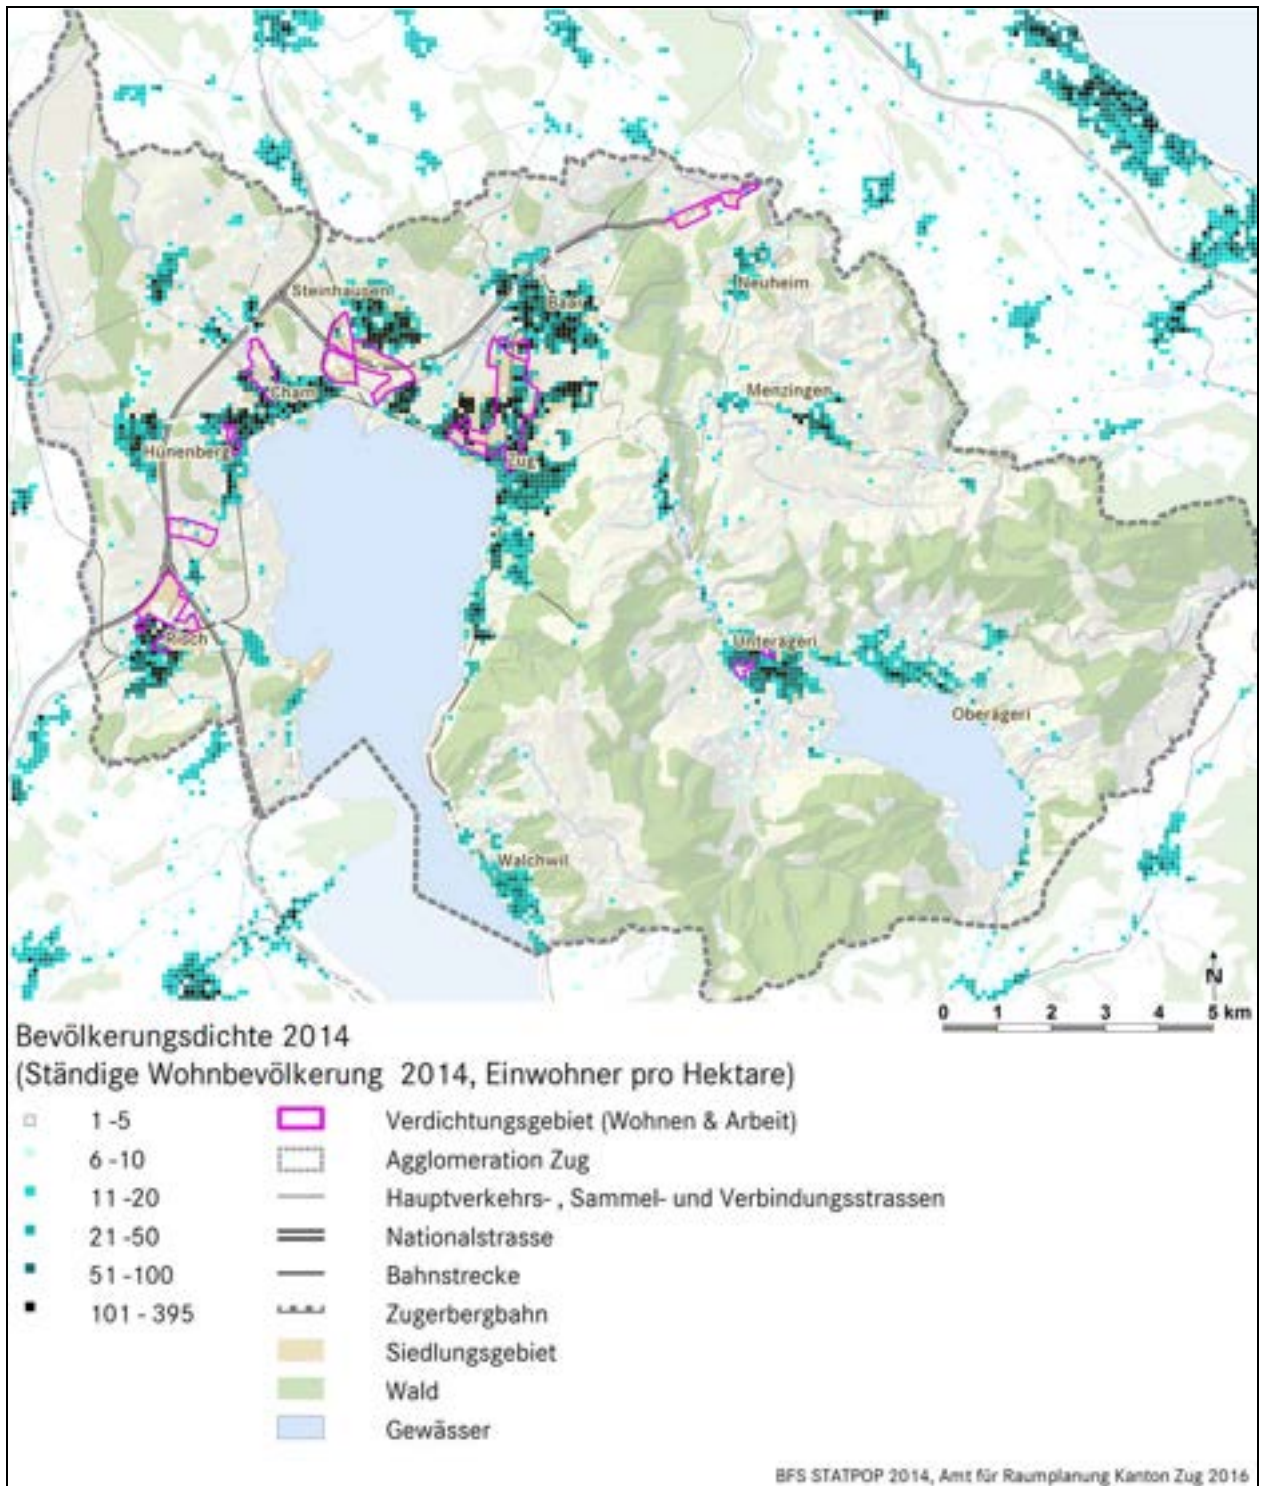 Steinhausen
Baar
Neuheim
Cham
Menzingen
Hünenberg
Zug
Risch
Unterägeri
Oberägeri
Walchwil
N
0 1 2 3 4 5 km
Bevölkerungsdichte 2014
(Ständige Wohnbevölkerung 2014, Einwohner pro Hektare)
1 -5 Verdichtungsgebiet (Wohnen & Arbeit)
6 -10 Agglomeration Zug
11 -20 Hauptverkehrs- , Sammel- und Verbindungsstrassen
21 -50 Nationalstrasse
51 -100 Bahnstrecke
101 - 395 Zugerbergbahn
Siedlungsgebiet
Wald
Gewässer
BFS STATPOP 2014, Amt für Raumplanung Kanton Zug 2016